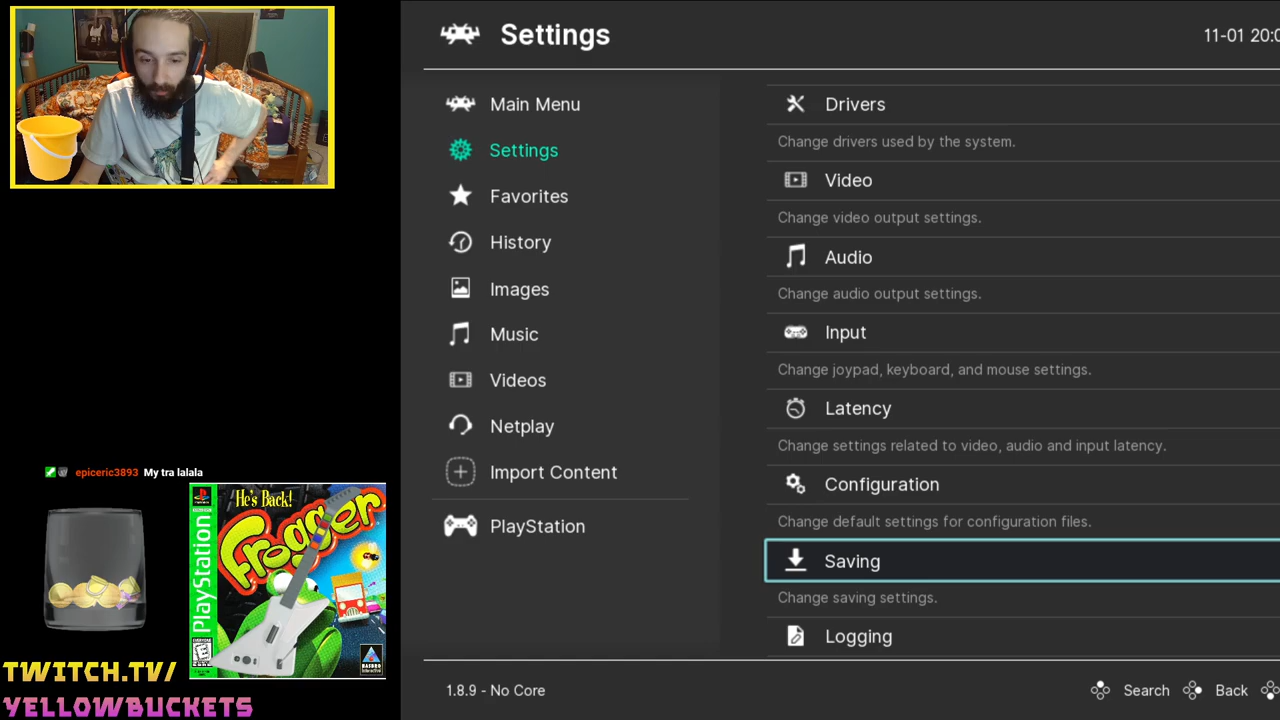 Settings
11-01 20:0
Main Menu
Settings
Favorites
History
Images
Music
Videos
Netplay
Import Content
PlayStation
Drivers
Change drivers used by the system.
Video
Change video output settings.
Audio
Change audio output settings.
Input
Change joypad, keyboard, and mouse settings.
Latency
Change settings related to video, audio and input latency.
Configuration
Change default settings for configuration files.
Saving
Change saving settings.
Logging
1.8.9 - No Core
Search
Back
epiceric3893 My tra lalala
He's Back!
Frogger
PlayStation
HASBRO
Interactive
TWITCH.TV/
YELLOWBUCKETS